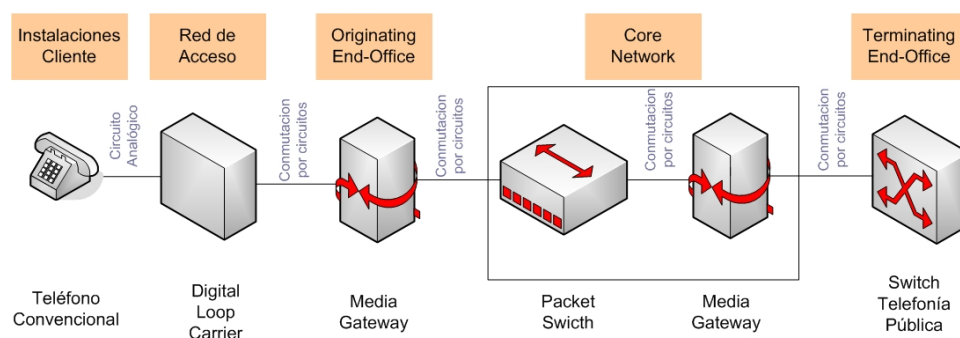 Instalaciones
Cliente
Red de
Acceso
Originating
End-Office
Core
Network
Terminating
End-Office
Circuito
Analógico
Conmutacion
por circuitos
Conmutacion
por circuitos
Conmutacion
por circuitos
Conmutacion
por circuitos
Teléfono
Convencional
Digital
Loop
Carrier
Media
Gateway
Packet
Swicth
Media
Gateway
Switch
Telefonía
Pública